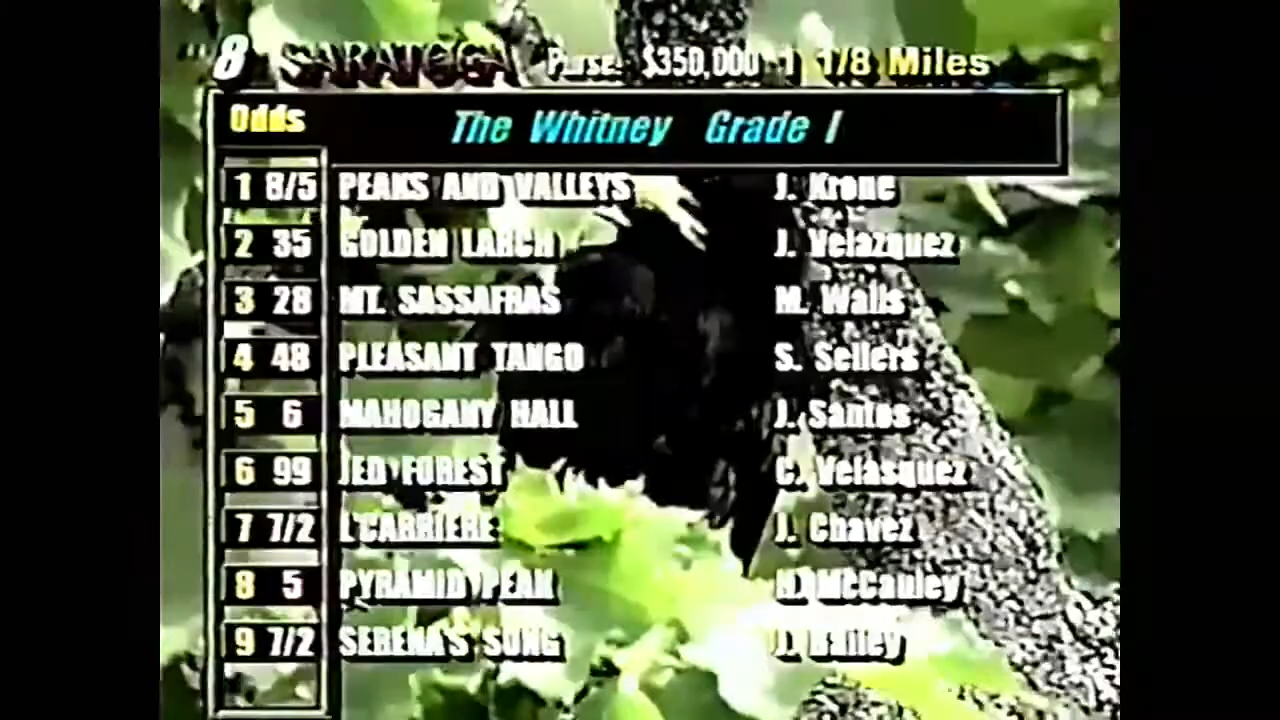 8 SARATOGA Purse: $350,000 1 1/8 Miles
Odds The Whitney Grade I
1 8/5 PEAKS AND VALLEYS J. Krone
2 35 GOLDEN LARCH J. Velazquez
3 28 MT. SASSAFRAS M. Walls
4 48 PLEASANT TANGO S. Sellers
5 6 MAHOGANY HALL J. Santos
6 99 JED FOREST C. Velasquez
7 7/2 L'CARRIERE J. Chavez
8 5 PYRAMID PEAK H. McCauley
9 7/2 SERENA'S SONG J. Bailey